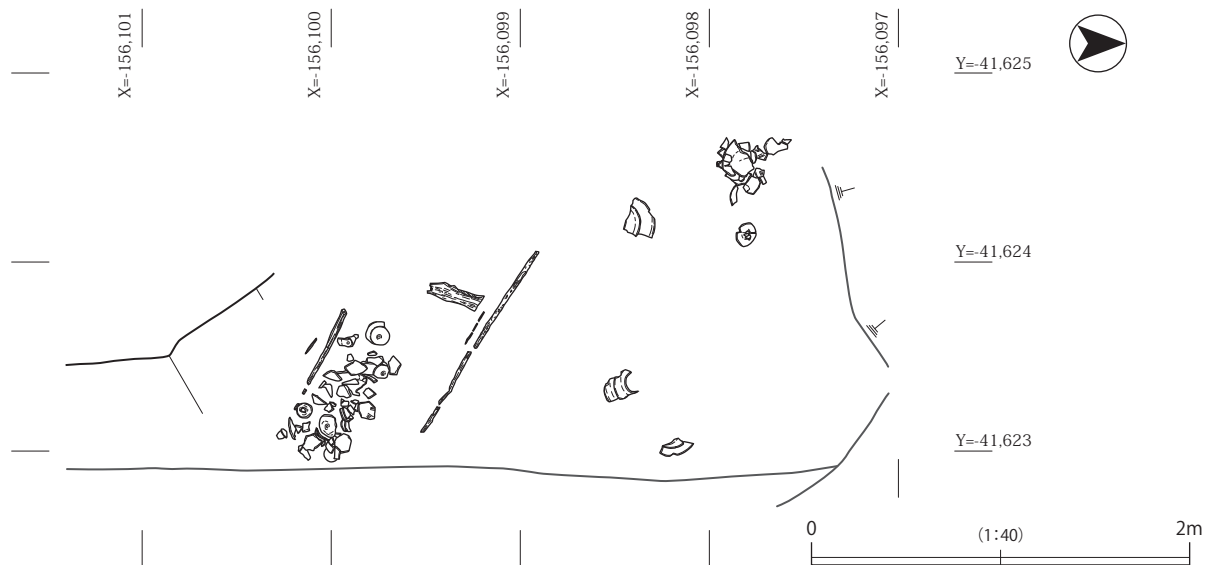 X=-156,101
X=-156,100
X=-156,099
X=-156,098
X=-156,097
Y=-41,625
Y=-41,624
Y=-41,623
0
(1:40)
2m